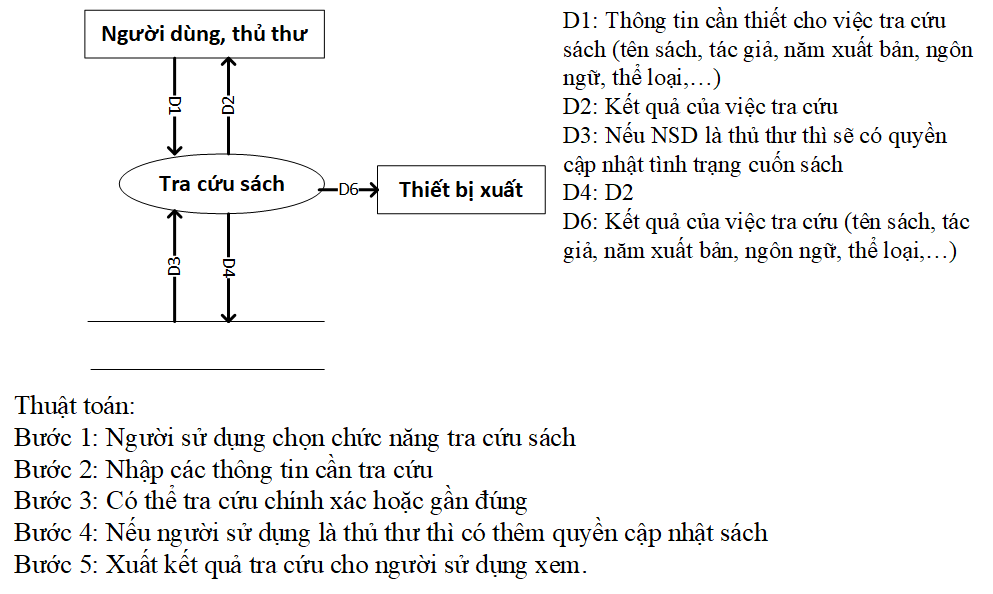 Người dùng, thủ thư
D1
D2
Tra cứu sách
D6
Thiết bị xuất
D3
D4
D1: Thông tin cần thiết cho việc tra cứu
sách (tên sách, tác giả, năm xuất bản, ngôn
ngữ, thể loại,…)
D2: Kết quả của việc tra cứu
D3: Nếu NSD là thủ thư thì sẽ có quyền
cập nhật tình trạng cuốn sách
D4: D2
D6: Kết quả của việc tra cứu (tên sách, tác
giả, năm xuất bản, ngôn ngữ, thể loại,…)
Thuật toán:
Bước 1: Người sử dụng chọn chức năng tra cứu sách
Bước 2: Nhập các thông tin cần tra cứu
Bước 3: Có thể tra cứu chính xác hoặc gần đúng
Bước 4: Nếu người sử dụng là thủ thư thì có thêm quyền cập nhật sách
Bước 5: Xuất kết quả tra cứu cho người sử dụng xem.